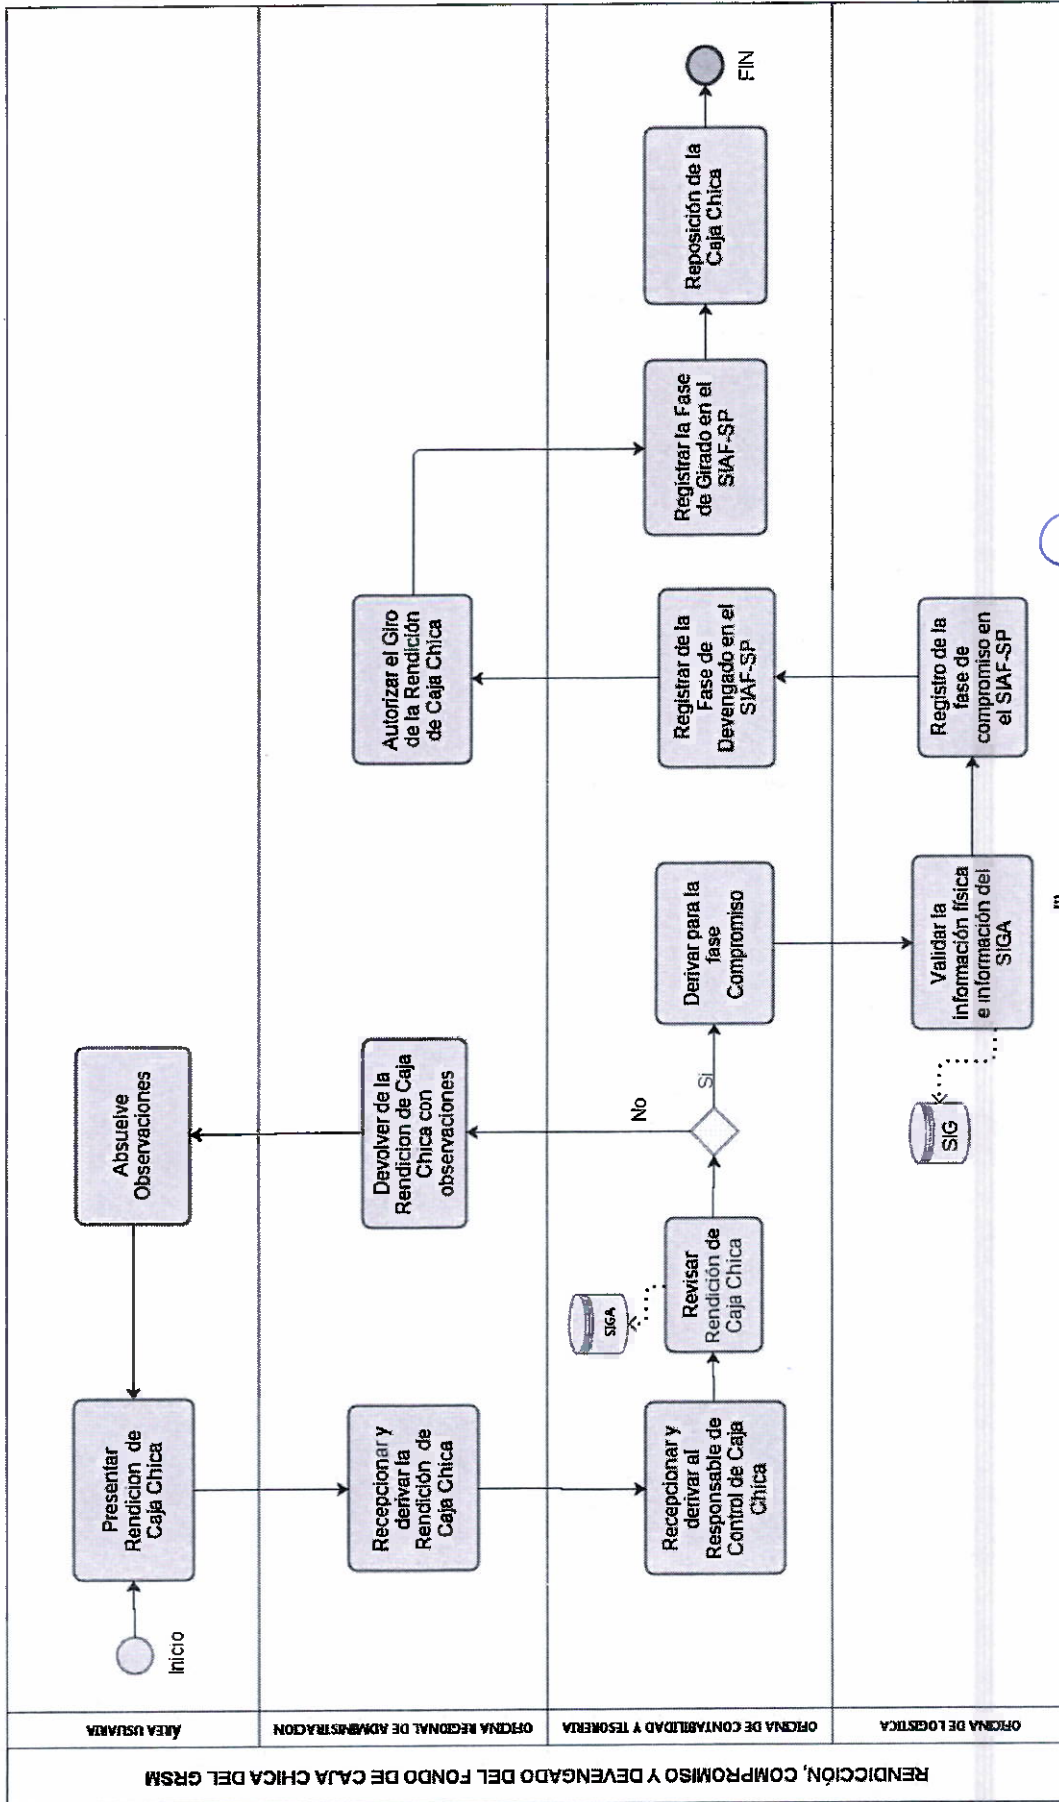 RENDICCIÓN, COMPROMISO Y DEVENGADO DEL FONDO DE CAJA CHICA DEL GRSM
ÁREA USUARIA
Inicio
Presentar
Rendicion de
Caja Chica
Absuelve
Observaciones
OFICINA REGIONAL DE ADMINISTRACION
Recepcionar y
derivar la
Rendición de
Caja Chica
Devolver de la
Rendicion de Caja
Chica con
observaciones
Autorizar el Giro
de la Rendición
de Caja Chica
OFICINA DE CONTABILIDAD Y TESORERIA
Recepcionar y
derivar al
Responsable de
Control de Caja
Chica
SIGA
Revisar
Rendición de
Caja Chica
No
Si
Derivar para la
fase
Compromiso
Registrar de la
Fase de
Devengado en el
SIAF-SP
Registrar la Fase
de Girado en el
SIAF-SP
Reposición de la
Caja Chica
FIN
OFICINA DE LOGISTICA
SIG
Validar la
información física
e información del
SIGA
Registro de la
fase de
compromiso en
el SIAF-SP